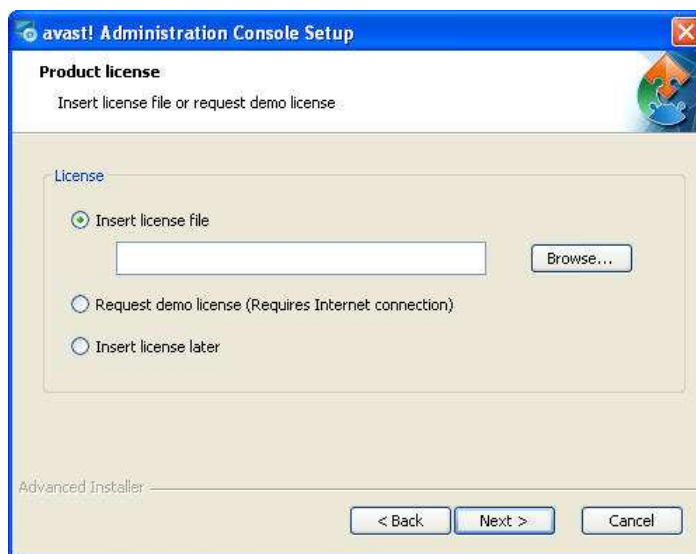 avast! Administration Console Setup
Product license
Insert license file or request demo license
License
Insert license file
Browse...
Request demo license (Requires Internet connection)
Insert license later
Advanced Installer
< Back Next > Cancel